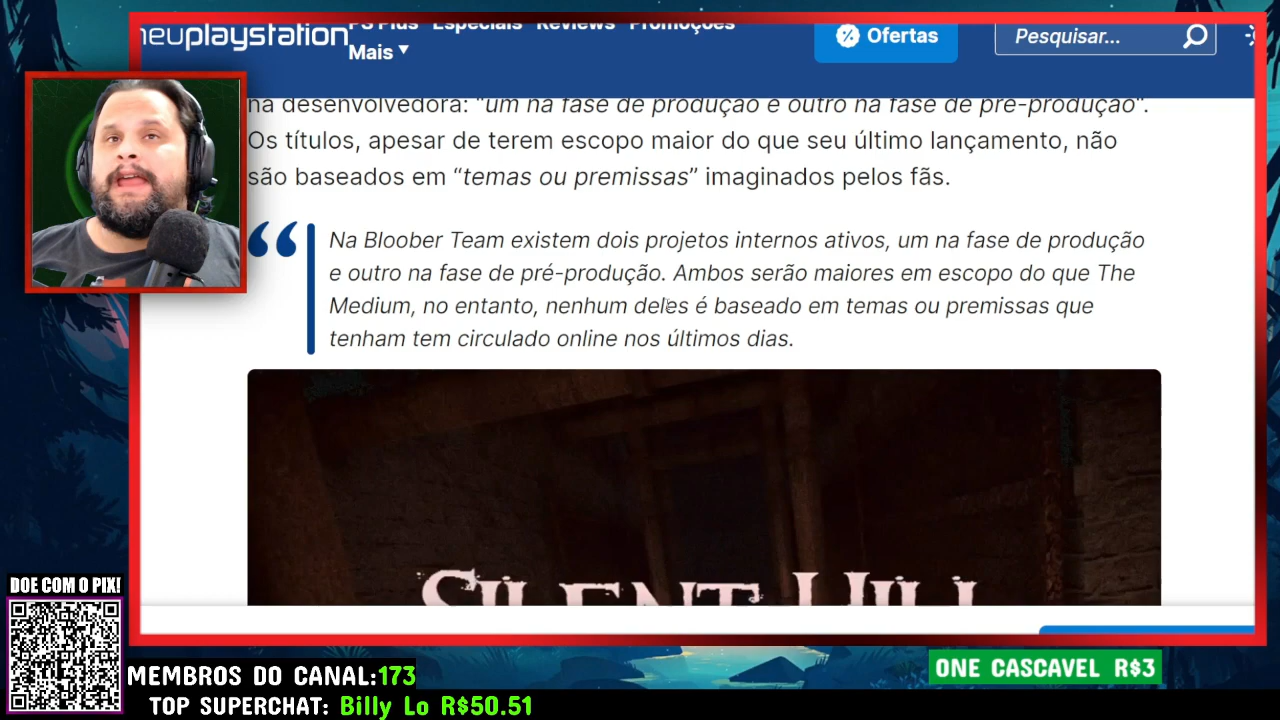 meuplaystation
PS Plus Especiais Reviews Promoções
Mais ▼
Ofertas
Pesquisar...
na desenvolvedora: “um na fase de produção e outro na fase de pré-produção”.
Os títulos, apesar de terem escopo maior do que seu último lançamento, não
são baseados em “temas ou premissas” imaginados pelos fãs.
“
Na Bloober Team existem dois projetos internos ativos, um na fase de produção
e outro na fase de pré-produção. Ambos serão maiores em escopo do que The
Medium, no entanto, nenhum deles é baseado em temas ou premissas que
tenham tem circulado online nos últimos dias.
SILENT HILL
DOE COM O PIX!
MEMBROS DO CANAL:173
ONE CASCAVEL R$3
TOP SUPERCHAT: Billy Lo R$50.51